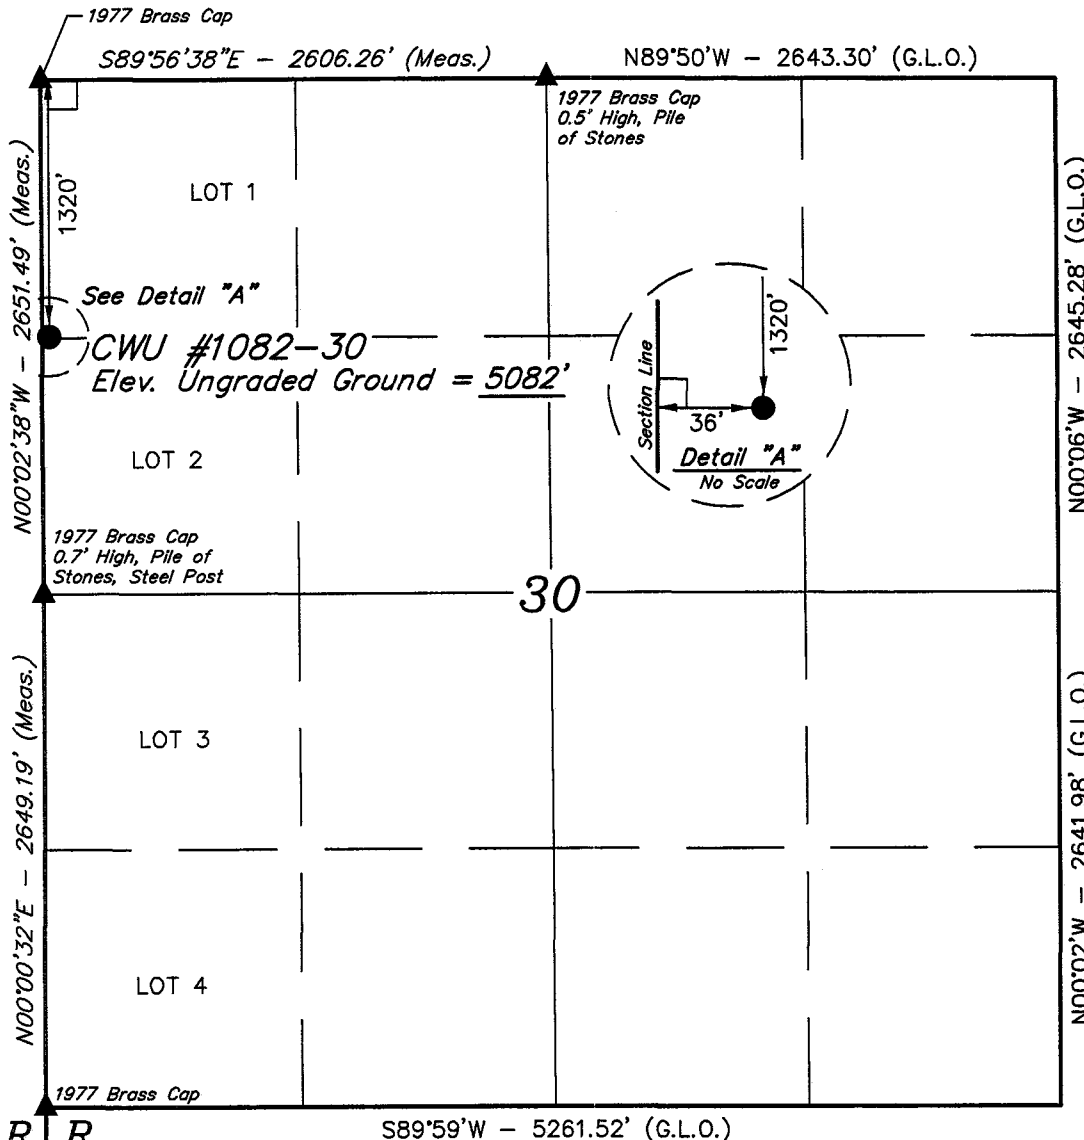 1977 Brass Cap
S89°56'38"E - 2606.26' (Meas.)
N89°50'W - 2643.30' (G.L.O.)
1977 Brass Cap
0.5' High, Pile
of Stones
N00°02'38"W - 2651.49' (Meas.)
1320'
LOT 1
N00°06'W - 2645.28' (G.L.O.)
See Detail "A"
CWU #1082-30
Elev. Ungraded Ground = 5082'
Section Line
1320'
36'
Detail "A"
No Scale
LOT 2
1977 Brass Cap
0.7' High, Pile of
Stones, Steel Post
30
N00°00'32"E - 2649.19' (Meas.)
LOT 3
N00°02'W - 2641.98' (G.L.O.)
LOT 4
1977 Brass Cap
R R
S89°59'W - 5261.52' (G.L.O.)